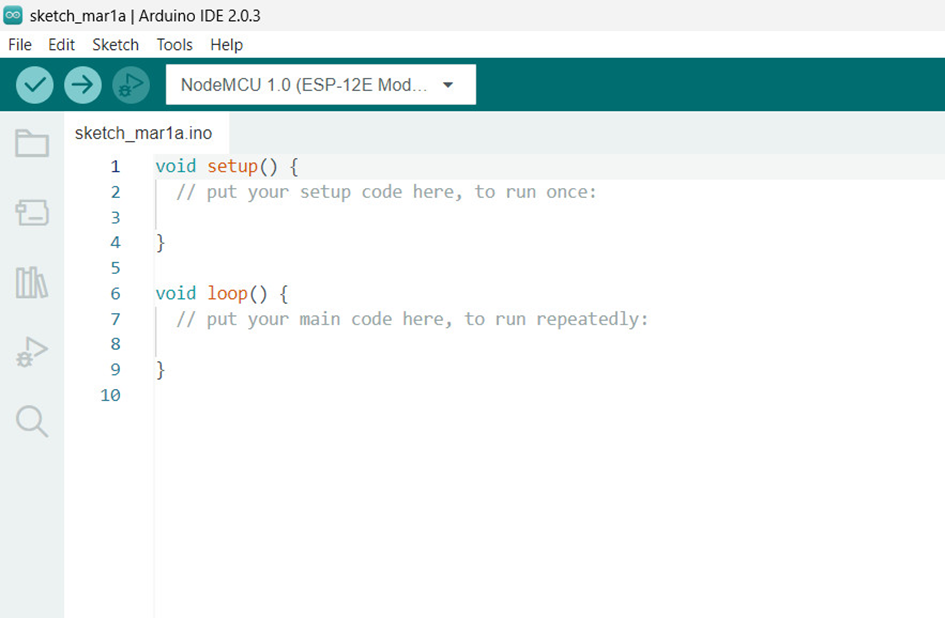 sketch_mar1a | Arduino IDE 2.0.3
File Edit Sketch Tools Help
NodeMCU 1.0 (ESP-12E Mod...
sketch_mar1a.ino
1 void setup() {
2 // put your setup code here, to run once:
3
4 }
5
6 void loop() {
7 // put your main code here, to run repeatedly:
8
9 }
10